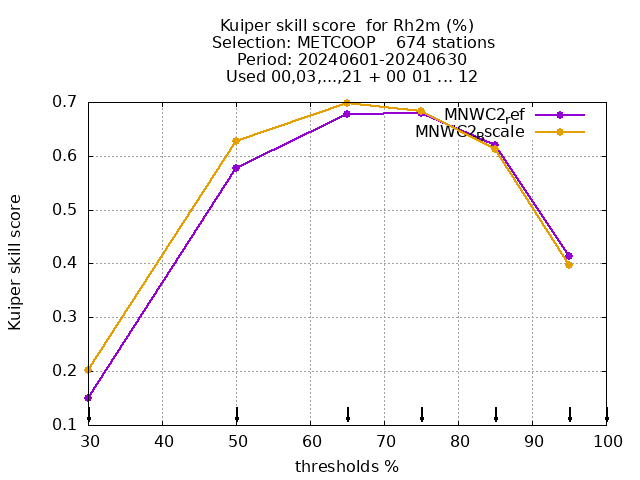 Kuiper skill score  for Rh2m (%)
Selection: METCOOP    674 stations
Period: 20240601-20240630
Used 00,03,...,21 + 00 01 ... 12
MNWC2_ref
MNWC2_pscale
0.7
0.6
0.5
0.4
0.3
0.2
0.1
Kuiper skill score
30 40 50 60 70 80 90 100
thresholds %